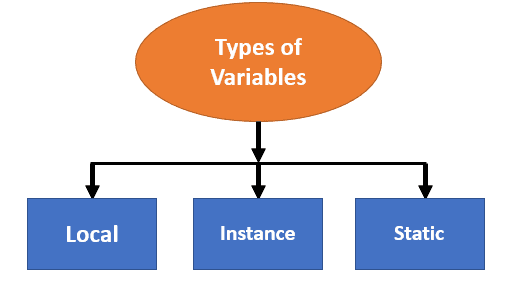 Types of
Variables
Local
Instance
Static